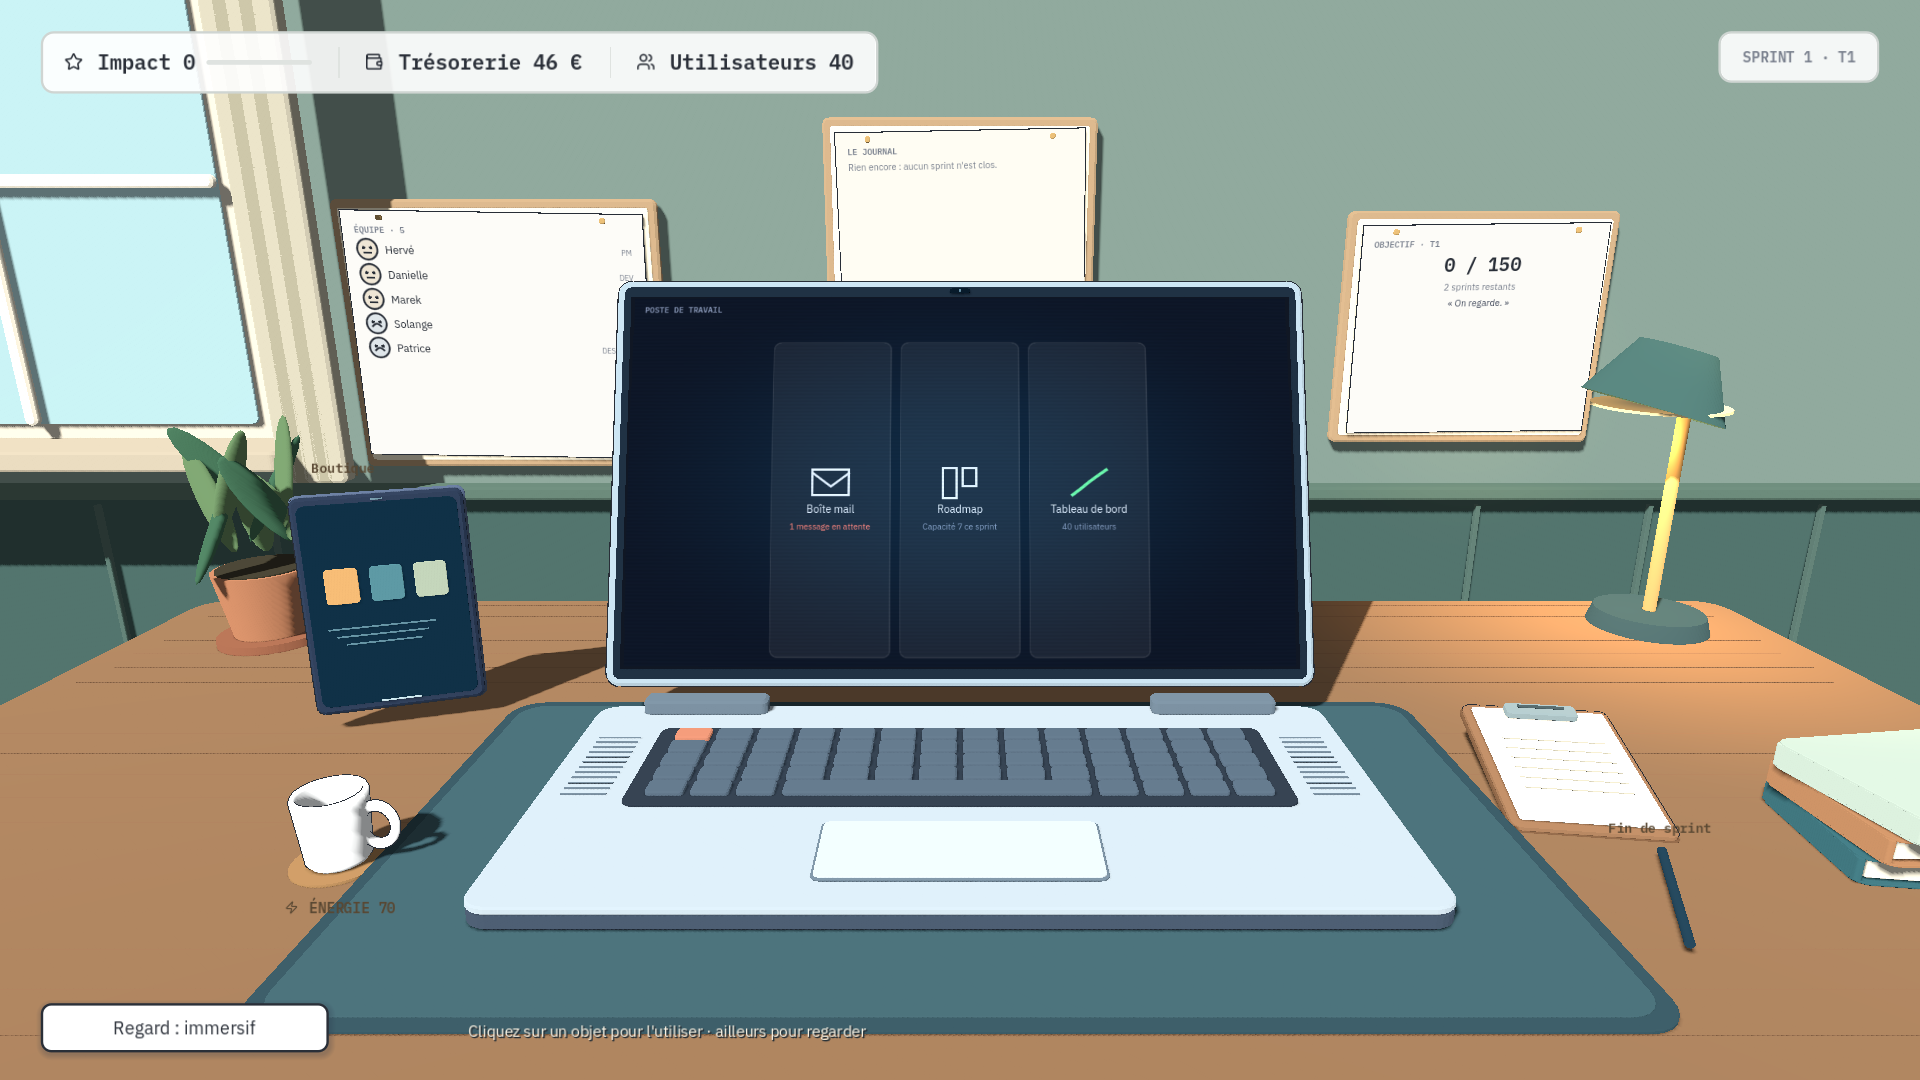 Impact 0
Trésorerie 46 €
Utilisateurs 40
SPRINT 1 · T1
LE JOURNAL
Rien encore : aucun sprint n'est clos.
ÉQUIPE · 5
Hervé
PM
Danielle
DEV
Marek
Solange
Patrice
DES
OBJECTIF · T1
0 / 150
2 sprints restants
« On regarde. »
POSTE DE TRAVAIL
Boîte mail
1 message en attente
Roadmap
Capacité 7 ce sprint
Tableau de bord
40 utilisateurs
Boutique
Fin de sprint
ÉNERGIE 70
Regard : immersif
Cliquez sur un objet pour l'utiliser · ailleurs pour regarder